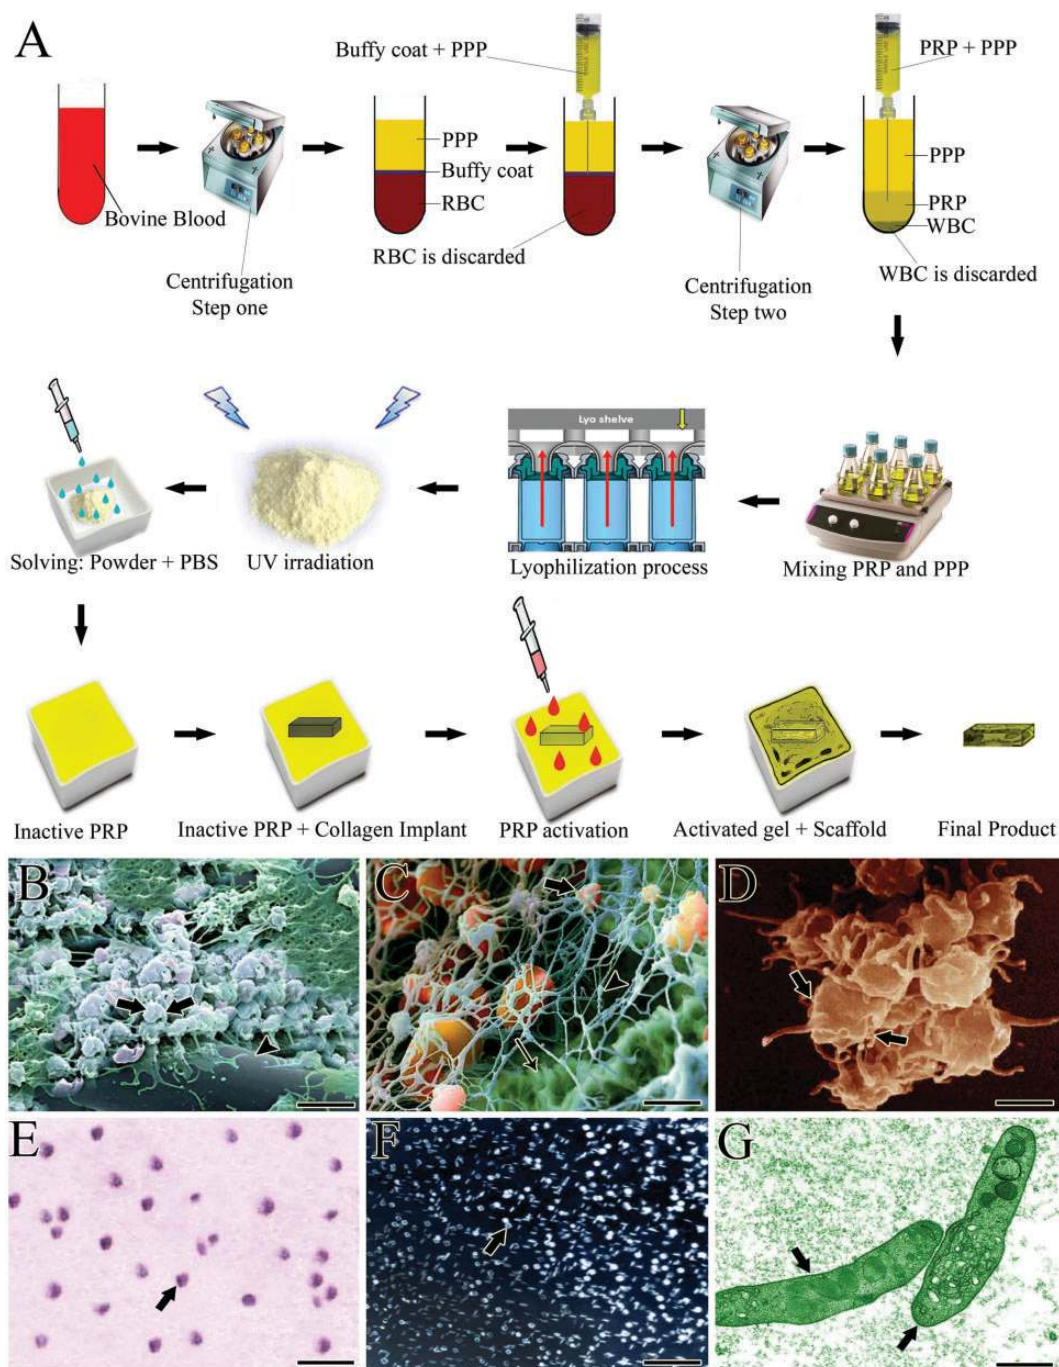 A
Buffy coat + PPP
PRP + PPP
PPP
Buffy coat
RBC
Bovine Blood
RBC is discarded
PPP
PRP
WBC
WBC is discarded
Centrifugation
Step one
Centrifugation
Step two
Lyo shelve
Solving: Powder + PBS
UV irradiation
Lyophilization process
Mixing PRP and PPP
Inactive PRP
Inactive PRP + Collagen Implant
PRP activation
Activated gel + Scaffold
Final Product
B
C
D
E
F
G